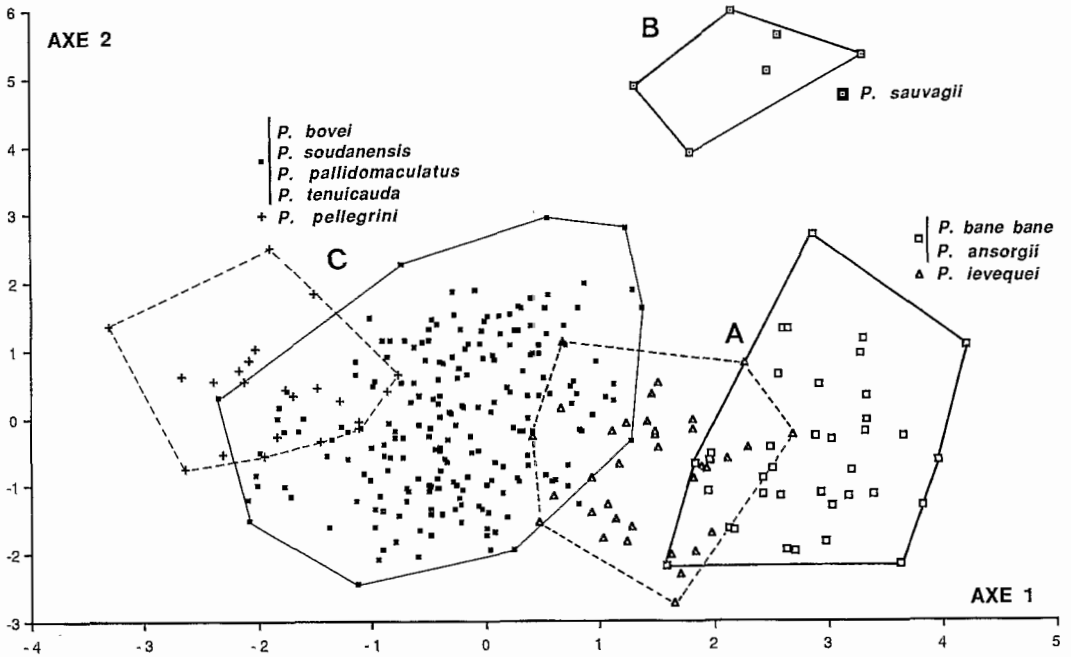 6
AXE 2
B
5
P. sauvagii
P. bovei
4
P. soudanensis
P. pallidomaculatus
P. tenuicauda
3
P. pellegrini
P. bane bane
P. ansorgii
C
P. ievequei
2
A
1
0
-1
-2
AXE 1
-3
-4 -3 -2 -1 0 1 2 3 4 5